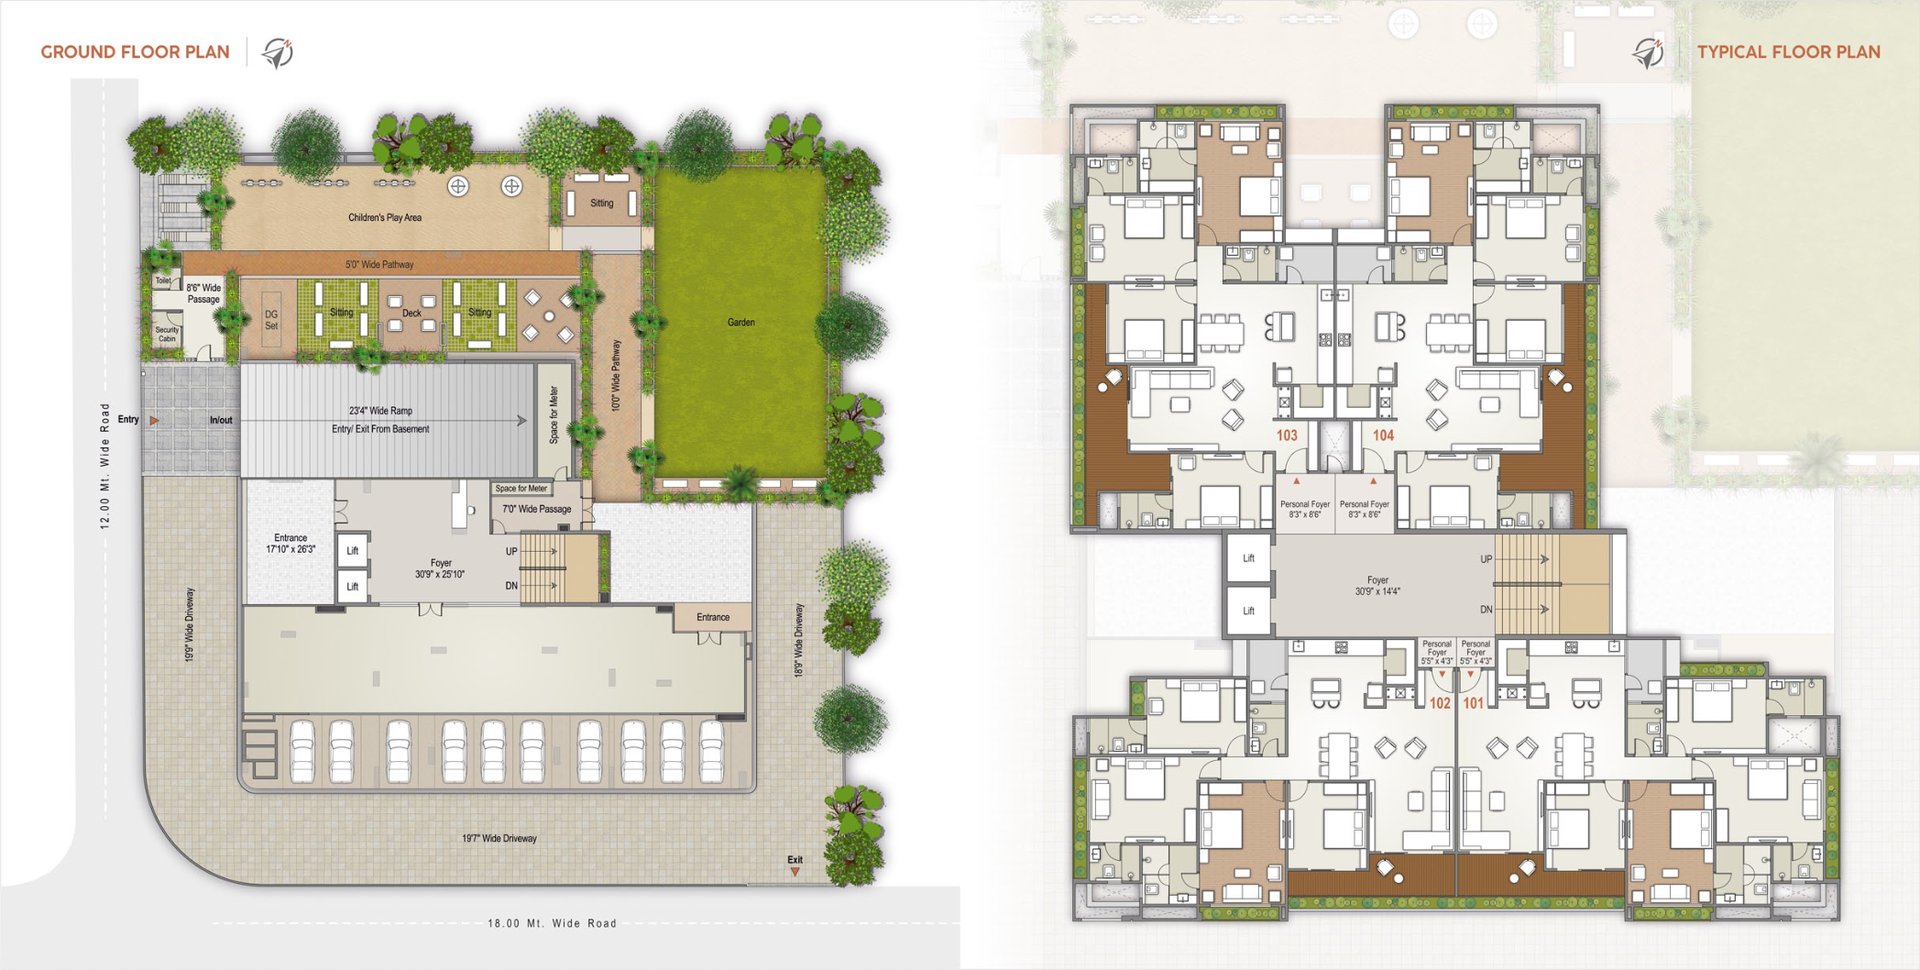 GROUND FLOOR PLAN
N
Children's Play Area
Sitting
5'0" Wide Pathway
Toilet
8'6" Wide
Passage
Security
Cabin
DG
Set
Sitting
Deck
Sitting
Garden
10'0" Wide Pathway
12.00 Mt. Wide Road
Entry
In/out
23'4" Wide Ramp
Entry/ Exit From Basement
Space for Meter
Space for Meter
7'0" Wide Passage
Entrance
17'10" x 26'3"
Lift
Lift
Foyer
30'9" x 25'10"
UP
DN
Entrance
19'9" Wide Driveway
18'9" Wide Driveway
19'7" Wide Driveway
Exit
18.00 Mt. Wide Road
N
TYPICAL FLOOR PLAN
103
104
Personal Foyer
8'3" x 8'6"
Personal Foyer
8'3" x 8'6"
Lift
Lift
Foyer
30'9" x 14'4"
UP
DN
Personal
Foyer
5'5" x 4'3"
Personal
Foyer
5'5" x 4'3"
102
101